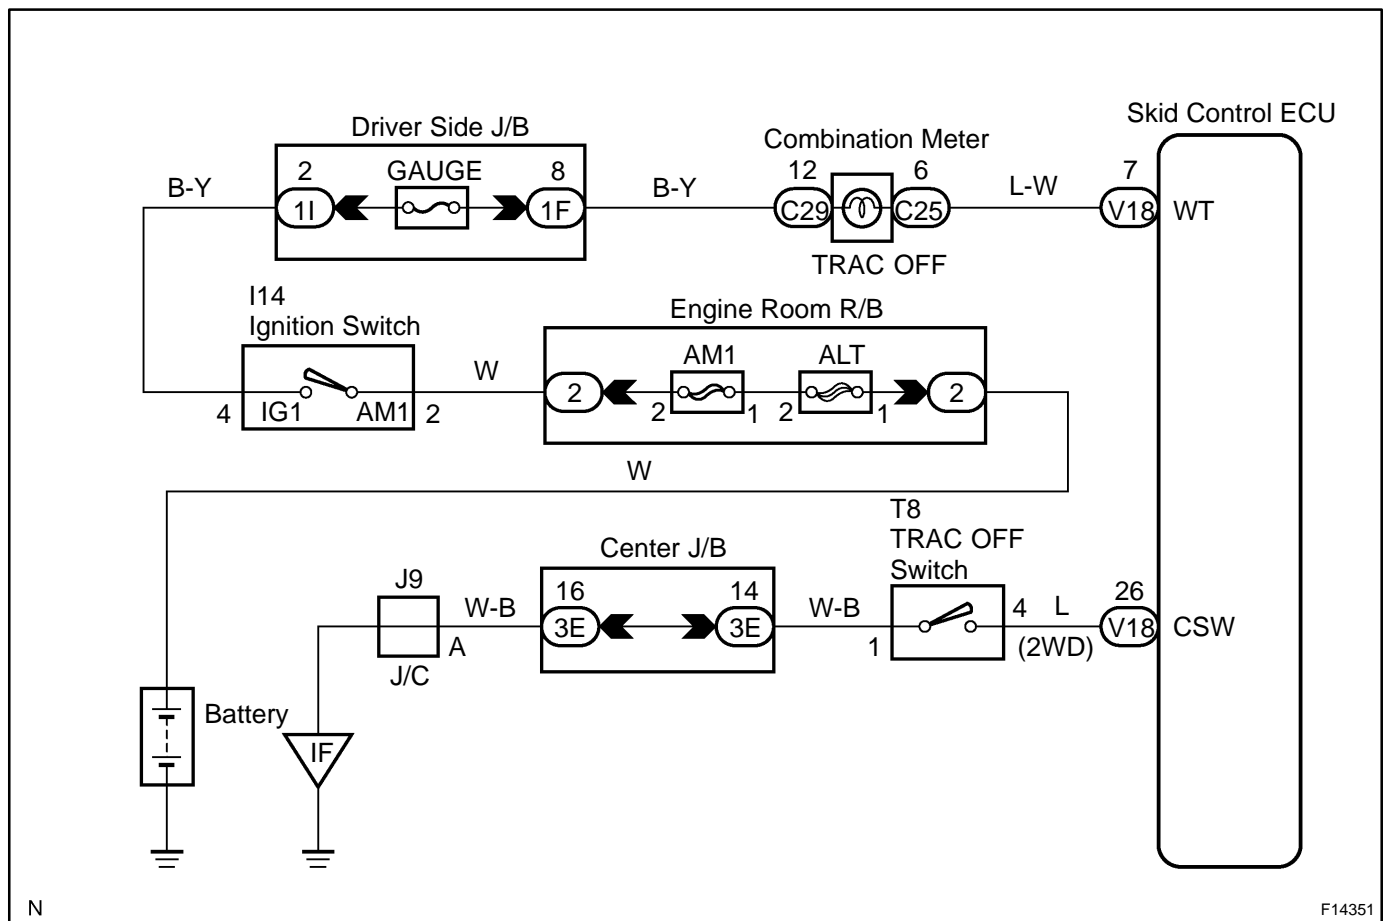 Skid Control ECU
Driver Side J/B
Combination Meter
2 GAUGE 8
12 6 7
B-Y B-Y L-W
1I 1F C29 C25 V18 WT
TRAC OFF
I14
Ignition Switch
Engine Room R/B
AM1 ALT
W
2 2
4 IG1 AM1 2 2 1 2 1
W
T8
TRAC OFF
Switch
Center J/B
J9
16 14 4 L 26
W-B W-B
3E 3E V18 CSW
A 1 (2WD)
J/C
Battery
IF
N
F14351